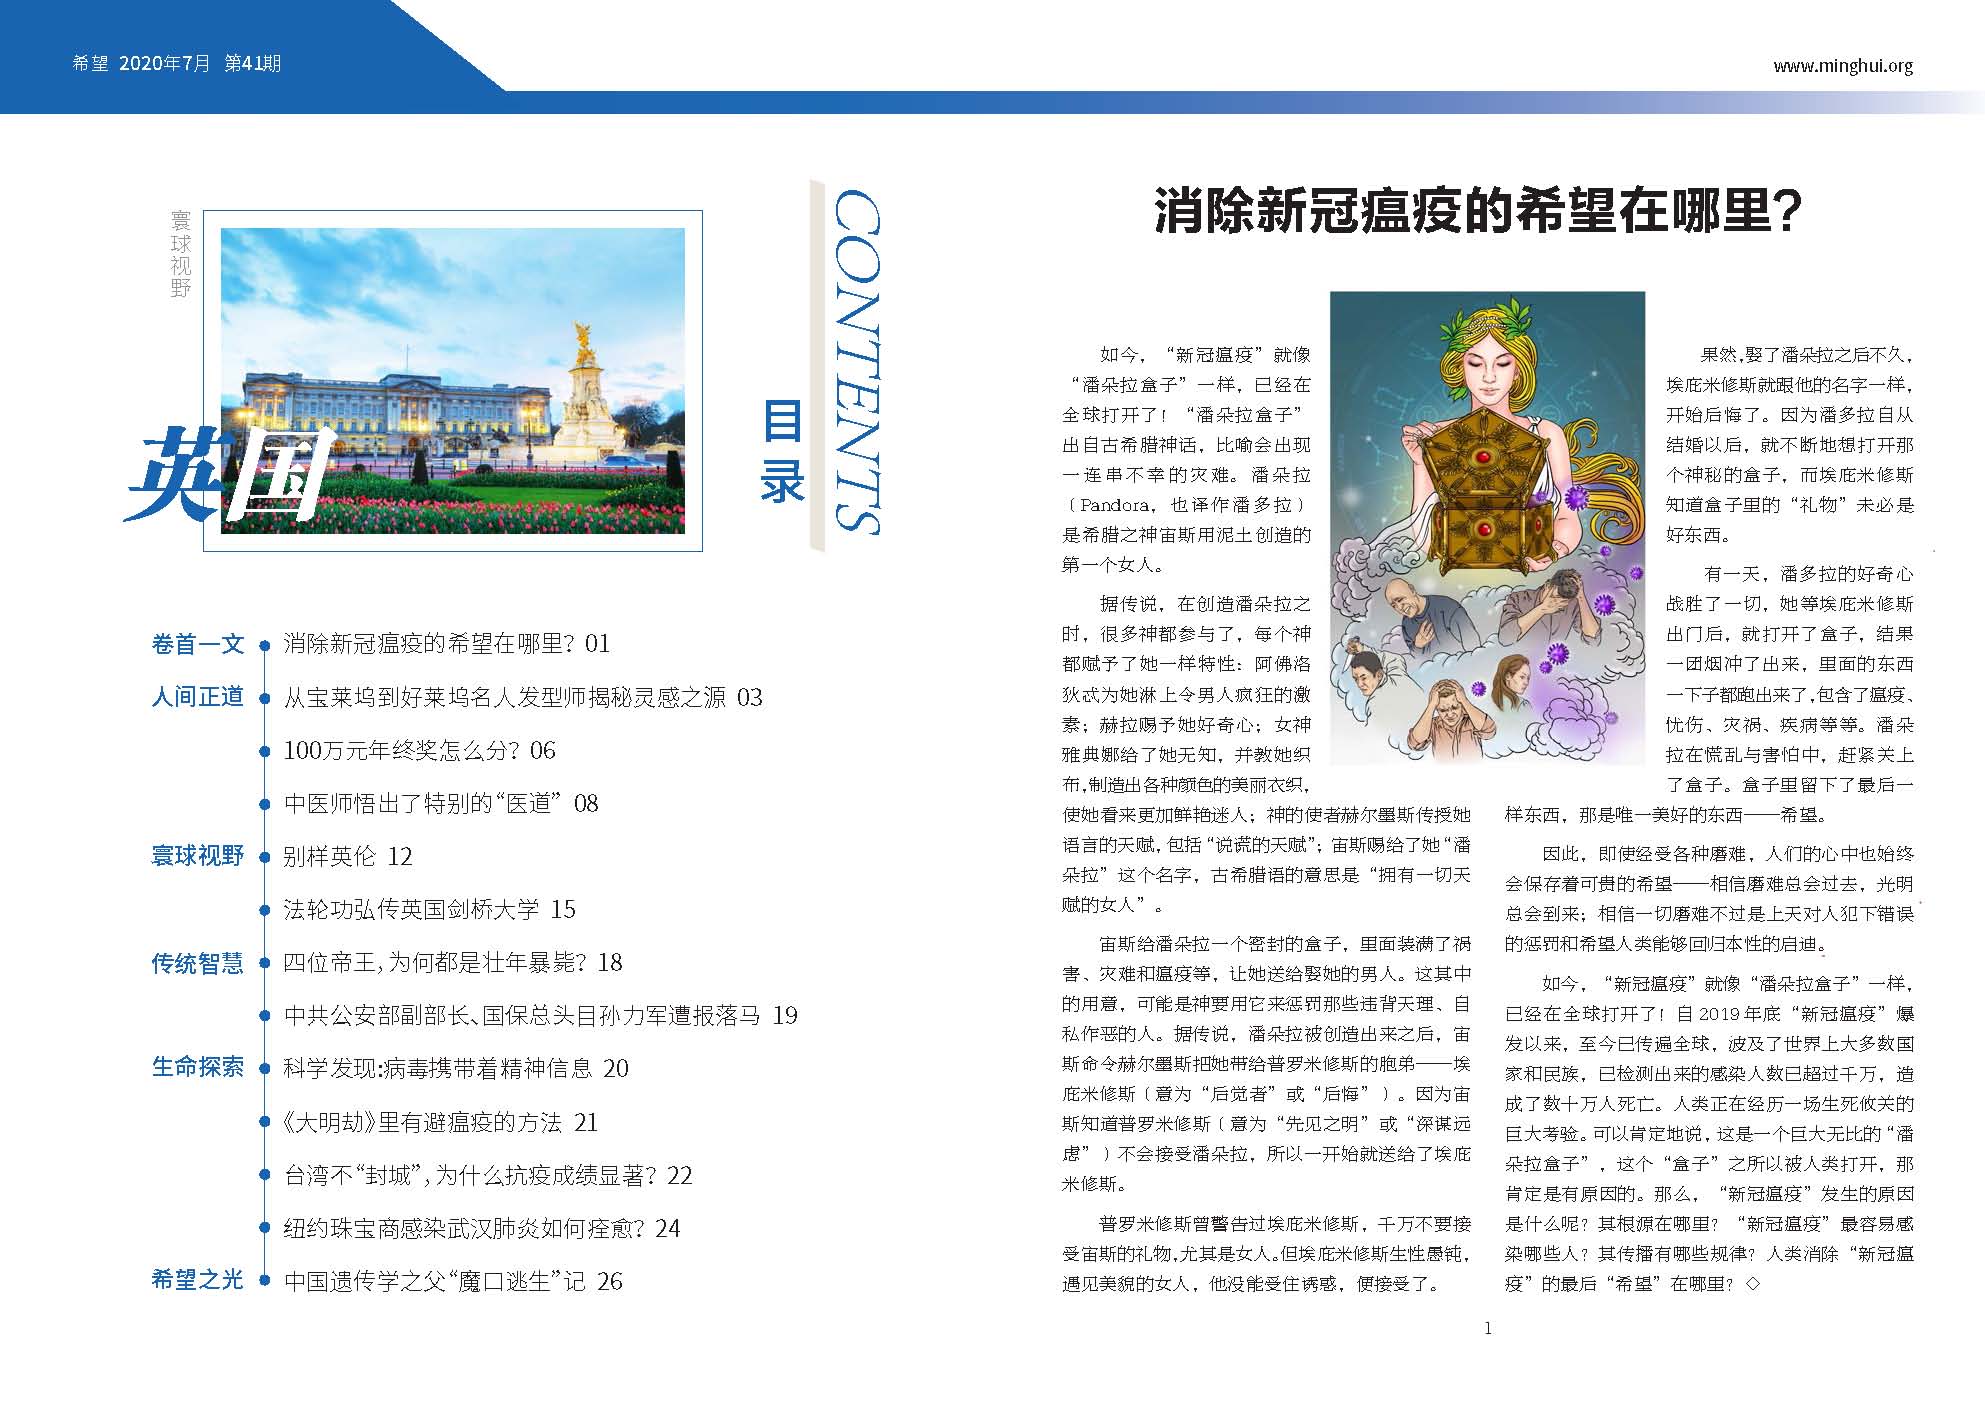 希望 2020年7月 第41期
www.minghui.org
寰球视野
英国
目录
CONTENTS
卷首一文 消除新冠瘟疫的希望在哪里？01
人间正道 从宝莱坞到好莱坞名人发型师揭秘灵感之源 03
100万元年终奖怎么分？06
中医师悟出了特别的“医道” 08
寰球视野 别样英伦 12
法轮功弘传英国剑桥大学 15
传统智慧 四位帝王，为何都是壮年暴毙？18
中共公安部副部长、国保总头目孙力军遭报落马 19
生命探索 科学发现:病毒携带着精神信息 20
《大明劫》里有避瘟疫的方法 21
台湾不“封城”，为什么抗疫成绩显著？22
纽约珠宝商感染武汉肺炎如何痊愈？24
希望之光 中国遗传学之父“魔口逃生”记 26
消除新冠瘟疫的希望在哪里？
如今，“新冠瘟疫”就像
“潘朵拉盒子”一样，已经在
全球打开了！“潘朵拉盒子”
出自古希腊神话，比喻会出现
一连串不幸的灾难。潘朵拉
（Pandora，也译作潘多拉）
是希腊之神宙斯用泥土创造的
第一个女人。
据传说，在创造潘朵拉之
时，很多神都参与了，每个神
都赋予了她一样特性：阿佛洛
狄忒为她淋上令男人疯狂的激
素；赫拉赐予她好奇心；女神
雅典娜给了她无知，并教她织
布，制造出各种颜色的美丽衣织，
使她看来更加鲜艳迷人；神的使者赫尔墨斯传授她
语言的天赋，包括“说谎的天赋”；宙斯赐给了她“潘
朵拉”这个名字，古希腊语的意思是“拥有一切天
赋的女人”。
宙斯给潘朵拉一个密封的盒子，里面装满了祸
害、灾难和瘟疫等，让她送给娶她的男人。这其中
的用意，可能是神要用它来惩罚那些违背天理、自
私作恶的人。据传说，潘朵拉被创造出来之后，宙
斯命令赫尔墨斯把她带给普罗米修斯的胞弟——埃
庇米修斯（意为“后觉者”或“后悔”）。因为宙
斯知道普罗米修斯（意为“先见之明”或“深谋远
虑”）不会接受潘朵拉，所以一开始就送给了埃庇
米修斯。
普罗米修斯曾警告过埃庇米修斯，千万不要接
受宙斯的礼物，尤其是女人。但埃庇米修斯生性愚钝，
遇见美貌的女人，他没能受住诱惑，便接受了。
果然，娶了潘朵拉之后不久，
埃庇米修斯就跟他的名字一样，
开始后悔了。因为潘多拉自从
结婚以后，就不断地想打开那
个神秘的盒子，而埃庇米修斯
知道盒子里的“礼物”未必是
好东西。
有一天，潘多拉的好奇心
战胜了一切，她等埃庇米修斯
出门后，就打开了盒子，结果
一团烟冲了出来，里面的东西
一下子都跑出来了，包含了瘟疫、
忧伤、灾祸、疾病等等。潘朵
拉在慌乱与害怕中，赶紧关上
了盒子。盒子里留下了最后一
样东西，那是唯一美好的东西——希望。
因此，即使经受各种磨难，人们的心中也始终
会保存着可贵的希望——相信磨难总会过去，光明
总会到来；相信一切磨难不过是上天对人犯下错误
的惩罚和希望人类能够回归本性的启迪。
如今，“新冠瘟疫”就像“潘朵拉盒子”一样，
已经在全球打开了！自2019年底“新冠瘟疫”爆
发以来，至今已传遍全球，波及了世界上大多数国
家和民族，已检测出来的感染人数已超过千万，造
成了数十万人死亡。人类正在经历一场生死攸关的
巨大考验。可以肯定地说，这是一个巨大无比的“潘
朵拉盒子”，这个“盒子”之所以被人类打开，那
肯定是有原因的。那么，“新冠瘟疫”发生的原因
是什么呢？其根源在哪里？“新冠瘟疫”最容易感
染哪些人？其传播有哪些规律？人类消除“新冠瘟
疫”的最后“希望”在哪里？◇
1